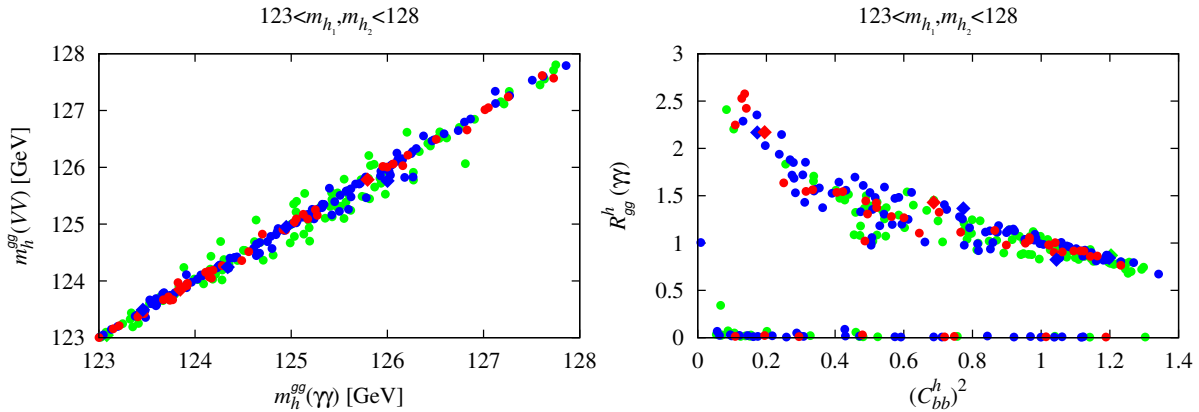 123<m_{h_1},m_{h_2}<128
m_h^{gg}(VV) [GeV]
128
127
126
125
124
123
123 124 125 126 127 128
m_h^{gg}(γγ) [GeV]
123<m_{h_1},m_{h_2}<128
R_{gg}^h(γγ)
3
2.5
2
1.5
1
0.5
0
0 0.2 0.4 0.6 0.8 1 1.2 1.4
(C_{bb}^h)^2